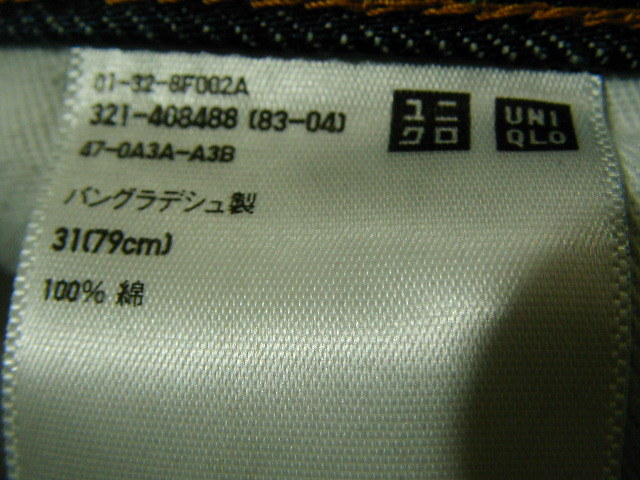 01-32-8F002A
321-408488 (83-04)
47-0A3A-A3B
バングラデシュ製
31(79cm)
100% 綿
ユニ
クロ
UNI
QLO